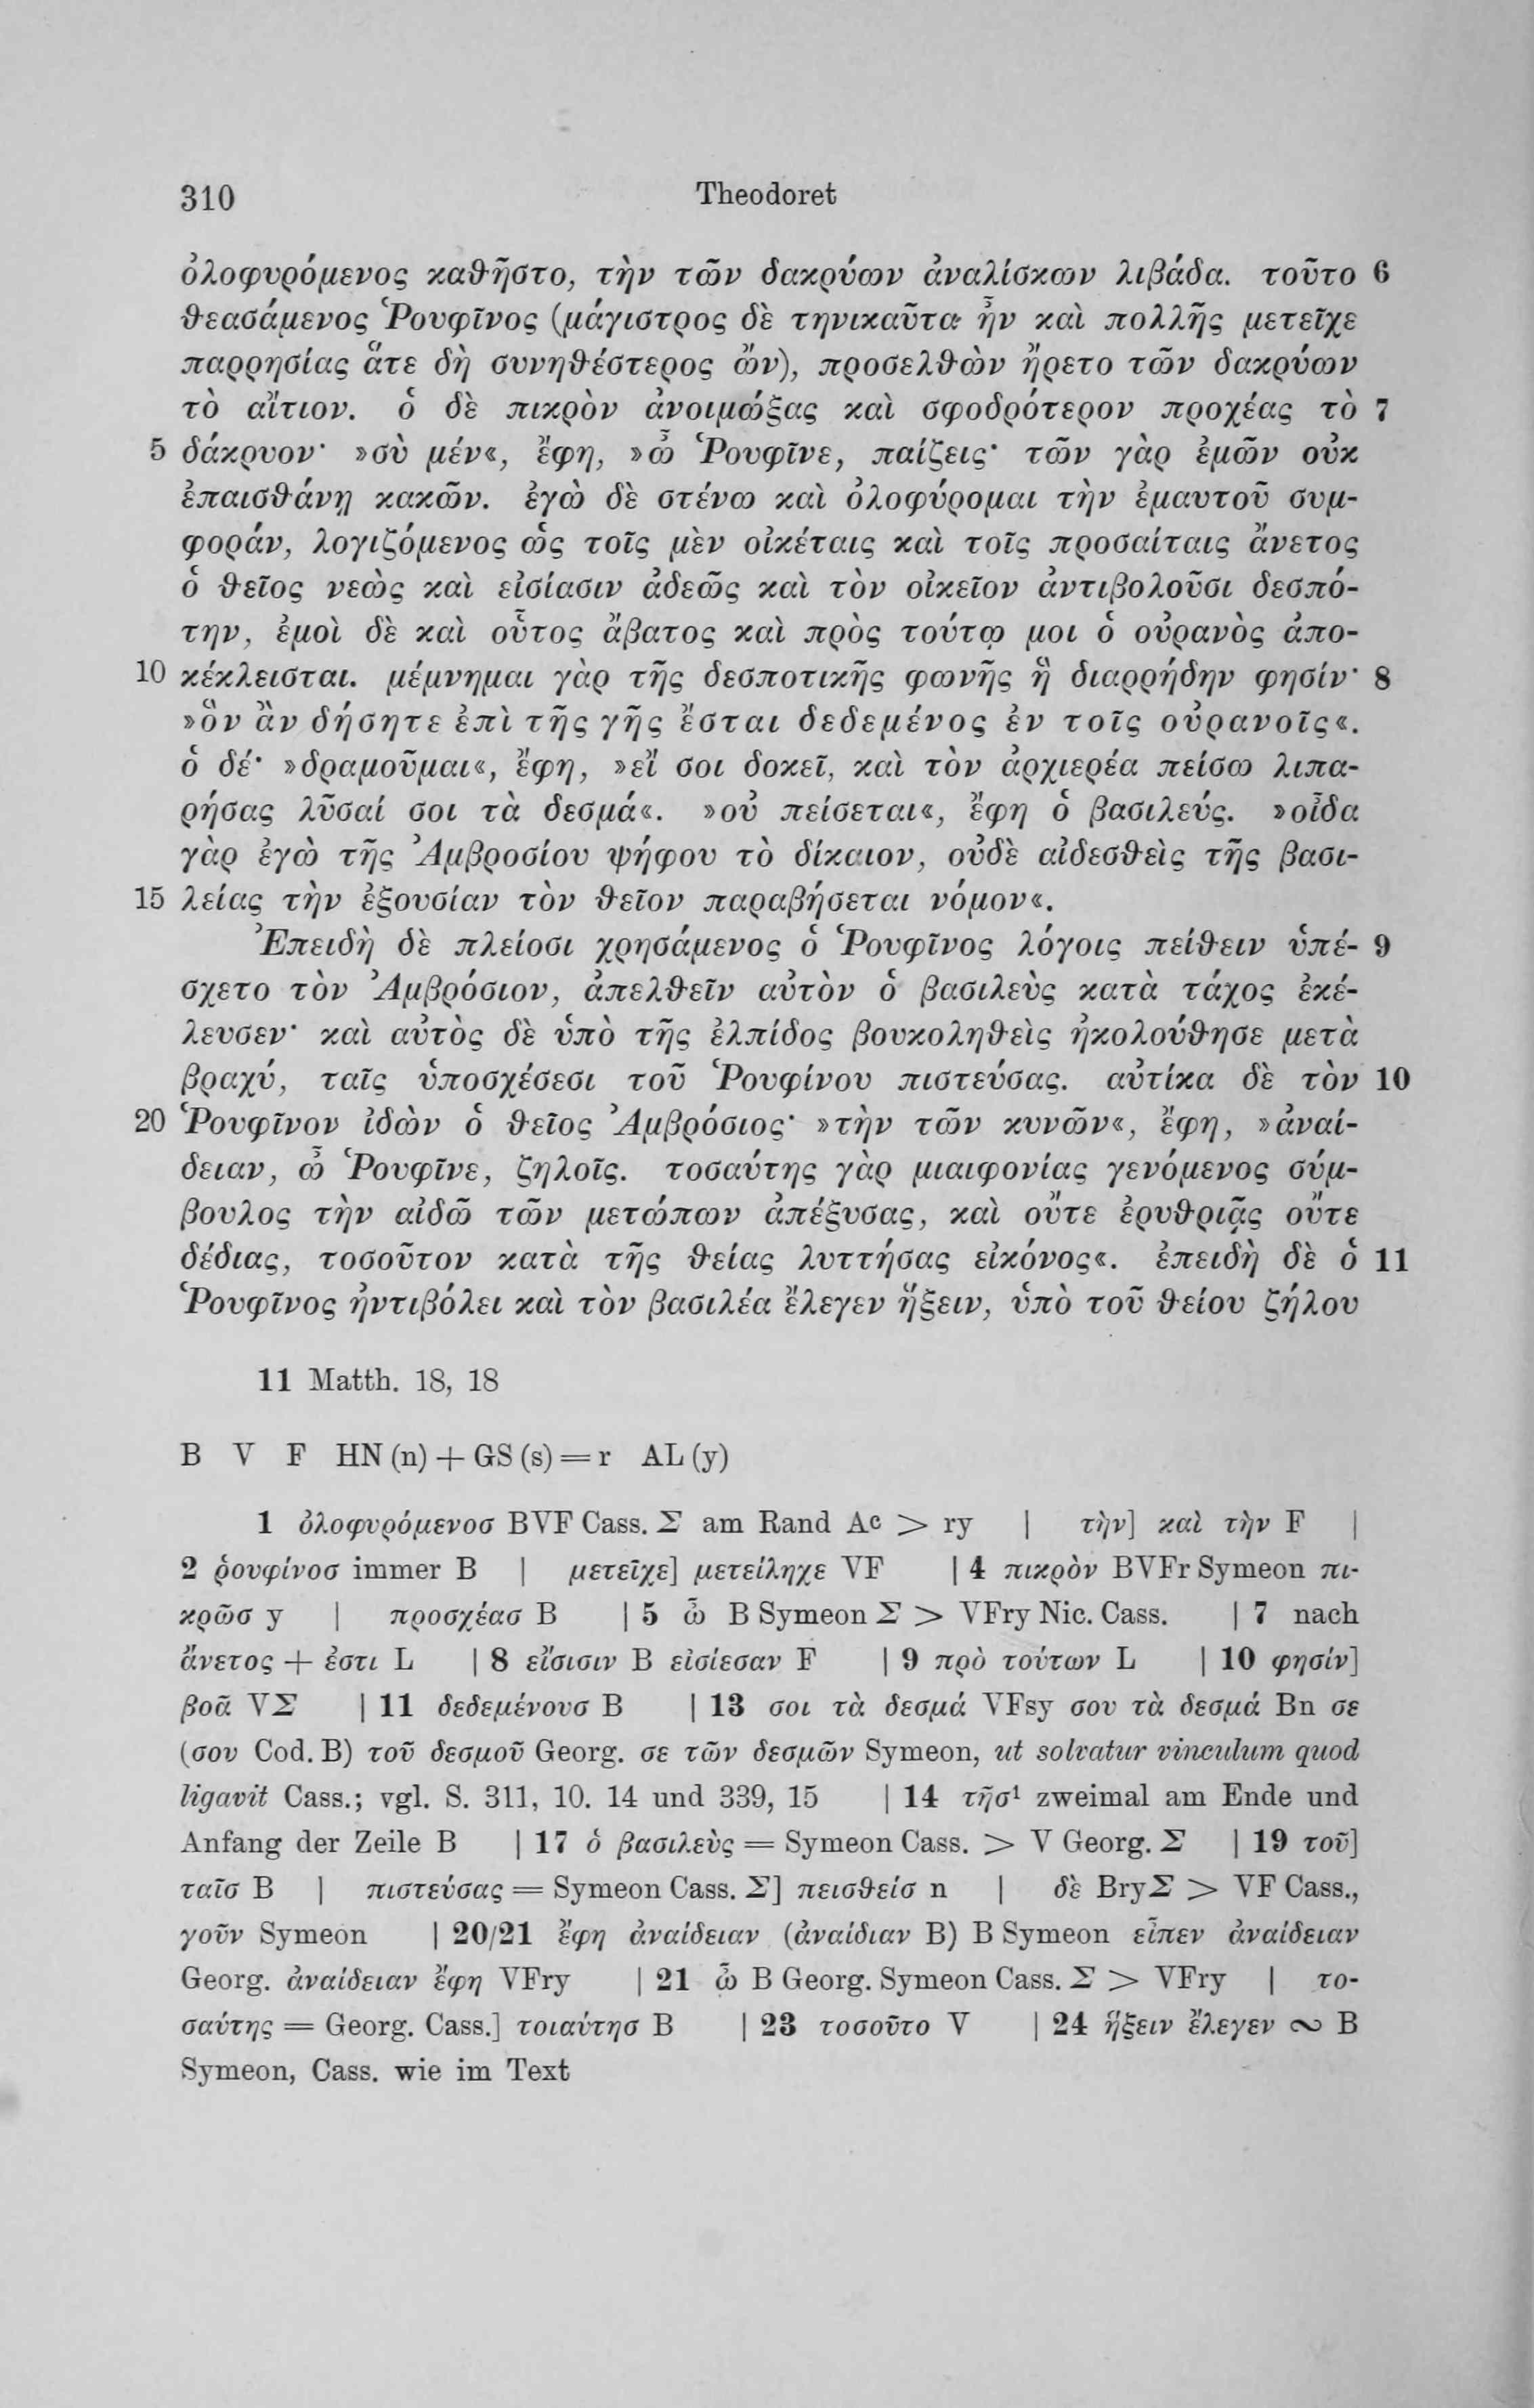 310 Theodoret
ὀλοφυρόμενος καθῆστο, τὴν τῶν δακρύων ἀναλίσκων λιβάδα. τοῦτο 6
θεασάμενος Ῥουφῖνος (μάγιστρος δὲ τηνικαῦτα ἦν καὶ πολλῆς μετεῖχε
παρρησίας ἅτε δὴ συνηθέστερος ὤν), προσελθὼν ἤρετο τῶν δακρύων
τὸ αἴτιον. ὁ δὲ πικρὸν ἀνοιμώξας καὶ σφοδρότερον προχέας τὸ 7
5 δάκρυον· »σὺ μέν«, ἔφη, »ὦ Ῥουφῖνε, παίζεις· τῶν γὰρ ἐμῶν οὐκ
ἐπαισθάνῃ κακῶν. ἐγὼ δὲ στένω καὶ ὀλοφύρομαι τὴν ἐμαυτοῦ συμ-
φοράν, λογιζόμενος ὡς τοῖς μὲν οἰκέταις καὶ τοῖς προσαίταις ἄνετος
ὁ θεῖος νεὼς καὶ εἰσίασιν ἀδεῶς καὶ τὸν οἰκεῖον ἀντιβολοῦσι δεσπό-
την, ἐμοὶ δὲ καὶ οὗτος ἄβατος καὶ πρὸς τούτῳ μοι ὁ οὐρανὸς ἀπο-
10 κέκλεισται. μέμνημαι γὰρ τῆς δεσποτικῆς φωνῆς ἣ διαρρήδην φησίν· 8
»ὃν ἂν δήσητε ἐπὶ τῆς γῆς ἔσται δεδεμένος ἐν τοῖς οὐρανοῖς«.
ὁ δέ· »δραμοῦμαι«, ἔφη, »εἴ σοι δοκεῖ, καὶ τὸν ἀρχιερέα πείσω λιπα-
ρήσας λῦσαί σοι τὰ δεσμά«. »οὐ πείσεται«, ἔφη ὁ βασιλεύς. »οἶδα
γὰρ ἐγὼ τῆς Ἀμβροσίου ψήφου τὸ δίκαιον, οὐδὲ αἰδεσθεὶς τῆς βασι-
15 λείας τὴν ἐξουσίαν τὸν θεῖον παραβήσεται νόμον«.
Ἐπειδὴ δὲ πλείοσι χρησάμενος ὁ Ῥουφῖνος λόγοις πείθειν ὑπέ- 9
σχετο τὸν Ἀμβρόσιον, ἀπελθεῖν αὐτὸν ὁ βασιλεὺς κατὰ τάχος ἐκέ-
λευσεν· καὶ αὐτὸς δὲ ὑπὸ τῆς ἐλπίδος βουκοληθεὶς ἠκολούθησε μετὰ
βραχύ, ταῖς ὑποσχέσεσι τοῦ Ῥουφίνου πιστεύσας. αὐτίκα δὲ τὸν 10
20 Ῥουφῖνον ἰδὼν ὁ θεῖος Ἀμβρόσιος· »τὴν τῶν κυνῶν«, ἔφη, »ἀναί-
δειαν, ὦ Ῥουφῖνε, ζηλοῖς. τοσαύτης γὰρ μιαιφονίας γενόμενος σύμ-
βουλος τὴν αἰδῶ τῶν μετώπων ἀπέξυσας, καὶ οὔτε ἐρυθριᾷς οὔτε
δέδιας, τοσοῦτον κατὰ τῆς θείας λυττήσας εἰκόνος«. ἐπειδὴ δὲ ὁ 11
Ῥουφῖνος ἠντιβόλει καὶ τὸν βασιλέα ἔλεγεν ἥξειν, ὑπὸ τοῦ θείου ζήλου
11 Matth. 18, 18
B V F HN (n) + GS (s) = r AL (y)
1 ὀλοφυρόμενοσ BVF Cass. Σ am Rand Ac > ry | τὴν] καὶ τὴν F |
2 ῥουφίνοσ immer B | μετεῖχε] μετείληχε VF | 4 πικρὸν BVFr Symeon πι-
κρῶσ y | προσχέασ B | 5 ὦ B Symeon Σ > VFry Nic. Cass. | 7 nach
ἄνετος + ἐστι L | 8 εἴσισιν B εἰσίεσαν F | 9 πρὸ τούτων L | 10 φησίν]
βοᾶ VΣ | 11 δεδεμένουσ B | 13 σοι τὰ δεσμά VFsy σου τὰ δεσμά Bn σε
(σου Cod. B) τοῦ δεσμοῦ Georg. σε τῶν δεσμῶν Symeon, ut solvatur vinculum quod
ligavit Cass.; vgl. S. 311, 10. 14 und 339, 15 | 14 τῆσ1 zweimal am Ende und
Anfang der Zeile B | 17 ὁ βασιλεὺς = Symeon Cass. > V Georg. Σ | 19 τοῦ]
ταῖσ B | πιστεύσας = Symeon Cass. Σ] πεισθείσ n | δὲ BryΣ > VF Cass.,
γοῦν Symeon | 20/21 ἔφη ἀναίδειαν (ἀναίδιαν B) B Symeon εἶπεν ἀναίδειαν
Georg. ἀναίδειαν ἔφη VFry | 21 ὦ B Georg. Symeon Cass. Σ > VFry | το-
σαύτης = Georg. Cass.] τοιαύτησ B | 23 τοσοῦτο V | 24 ἥξειν ἔλεγεν ∾ B
Symeon, Cass. wie im Text